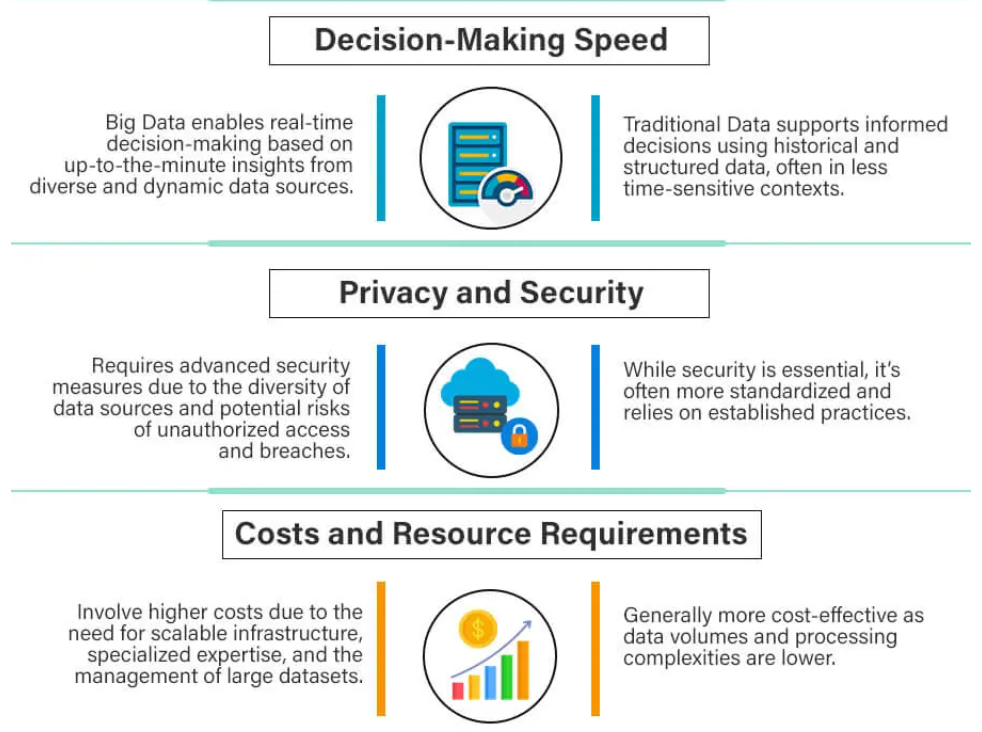 Decision-Making Speed
Big Data enables real-time
decision-making based on
up-to-the-minute insights from
diverse and dynamic data sources.
Traditional Data supports informed
decisions using historical and
structured data, often in less
time-sensitive contexts.
Privacy and Security
Requires advanced security
measures due to the diversity of
data sources and potential risks
of unauthorized access
and breaches.
While security is essential, it's
often more standardized and
relies on established practices.
Costs and Resource Requirements
Involve higher costs due to the
need for scalable infrastructure,
specialized expertise, and the
management of large datasets.
$
Generally more cost-effective as
data volumes and processing
complexities are lower.